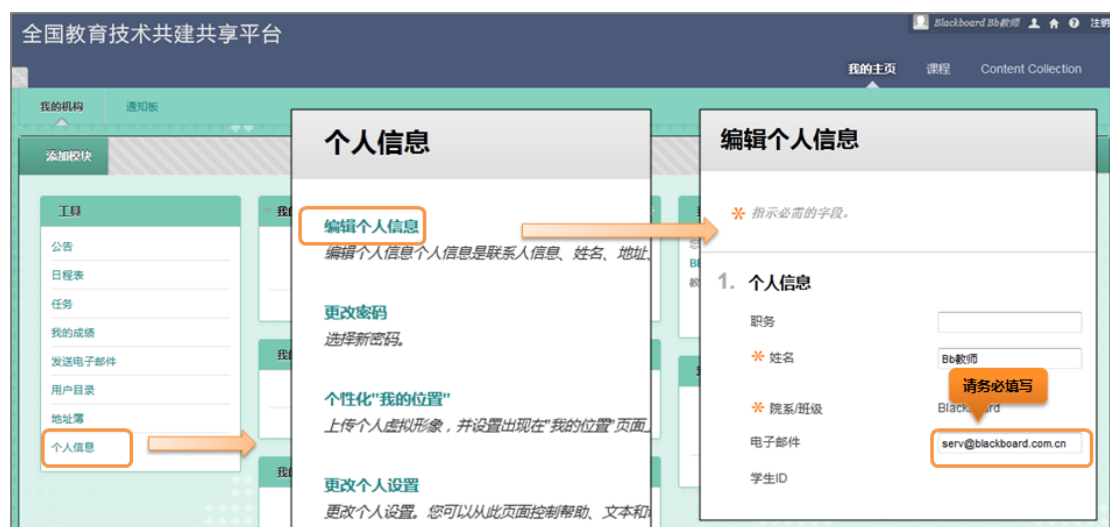 全国教育技术共建共享平台
Blackboard Bb教师
注销
我的主页
课程
Content Collection
我的机构
通知板
添加模块
工具
公告
日程表
任务
我的成绩
发送电子邮件
用户目录
地址簿
个人信息
个人信息
编辑个人信息
编辑个人信息个人信息是联系人信息、姓名、地址、
更改密码
选择新密码。
个性化"我的位置"
上传个人虚拟形象，并设置出现在"我的位置"页面
更改个人设置
更改个人设置。您可以从此页面控制帮助、文本和
编辑个人信息
指示必需的字段。
1. 个人信息
职务
姓名
Bb教师
请务必填写
院系/班级
电子邮件
serv@blackboard.com.cn
学生ID